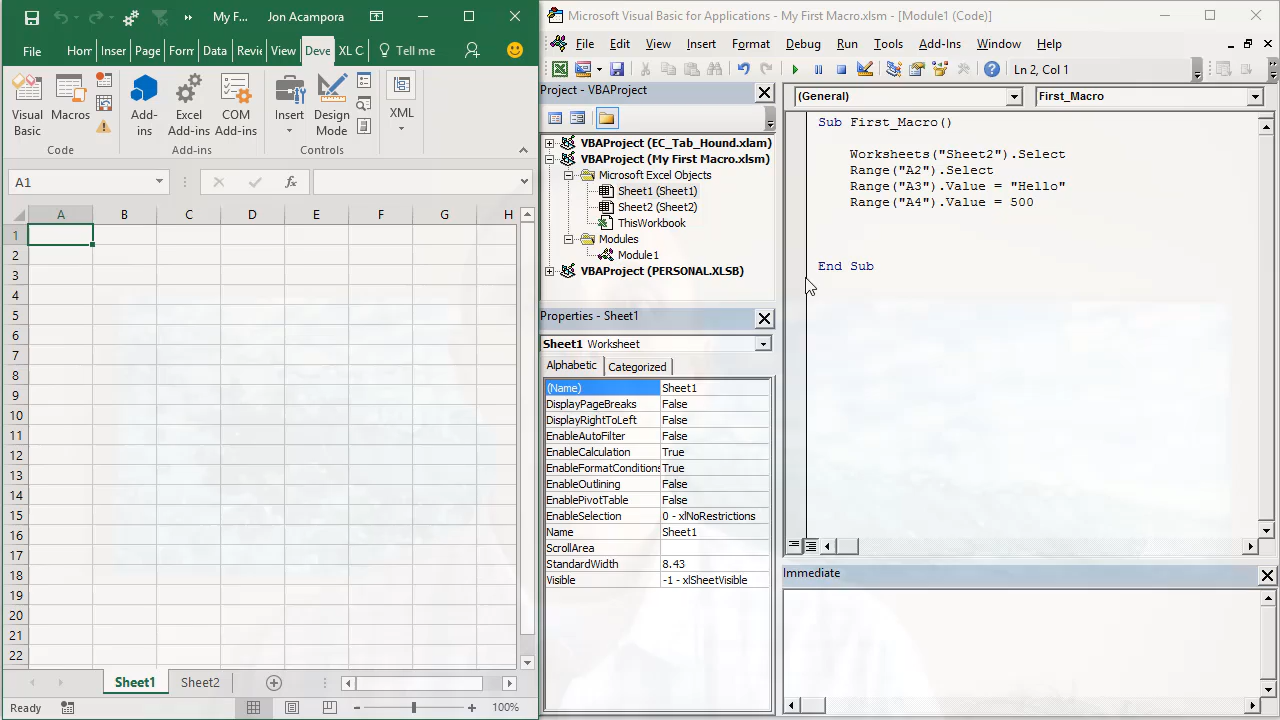 My F... Jon Acampora
File Horr Inser Page Forr Data Revie View Deve XL C Tell me
Visual Basic
Macros
Code
Add-ins
Excel Add-ins
COM Add-ins
Add-ins
Insert
Design Mode
Controls
XML
A1
fx
A B C D E F G H
1
2
3
4
5
6
7
8
9
10
11
12
13
14
15
16
17
18
19
20
21
22
Sheet1 Sheet2
Ready 100%
Microsoft Visual Basic for Applications - My First Macro.xlsm - [Module1 (Code)]
File Edit View Insert Format Debug Run Tools Add-Ins Window Help
Ln 2, Col 1
Project - VBAProject
VBAProject (EC_Tab_Hound.xlam)
VBAProject (My First Macro.xlsm)
Microsoft Excel Objects
Sheet1 (Sheet1)
Sheet2 (Sheet2)
ThisWorkbook
Modules
Module1
VBAProject (PERSONAL.XLSB)
Properties - Sheet1
Sheet1 Worksheet
Alphabetic Categorized
(Name) Sheet1
DisplayPageBreaks False
DisplayRightToLeft False
EnableAutoFilter False
EnableCalculation True
EnableFormatConditions True
EnableOutlining False
EnablePivotTable False
EnableSelection 0 - xlNoRestrictions
Name Sheet1
ScrollArea
StandardWidth 8.43
Visible -1 - xlSheetVisible
(General) First_Macro
Sub First_Macro()
Worksheets("Sheet2").Select
Range("A2").Select
Range("A3").Value = "Hello"
Range("A4").Value = 500
End Sub
Immediate